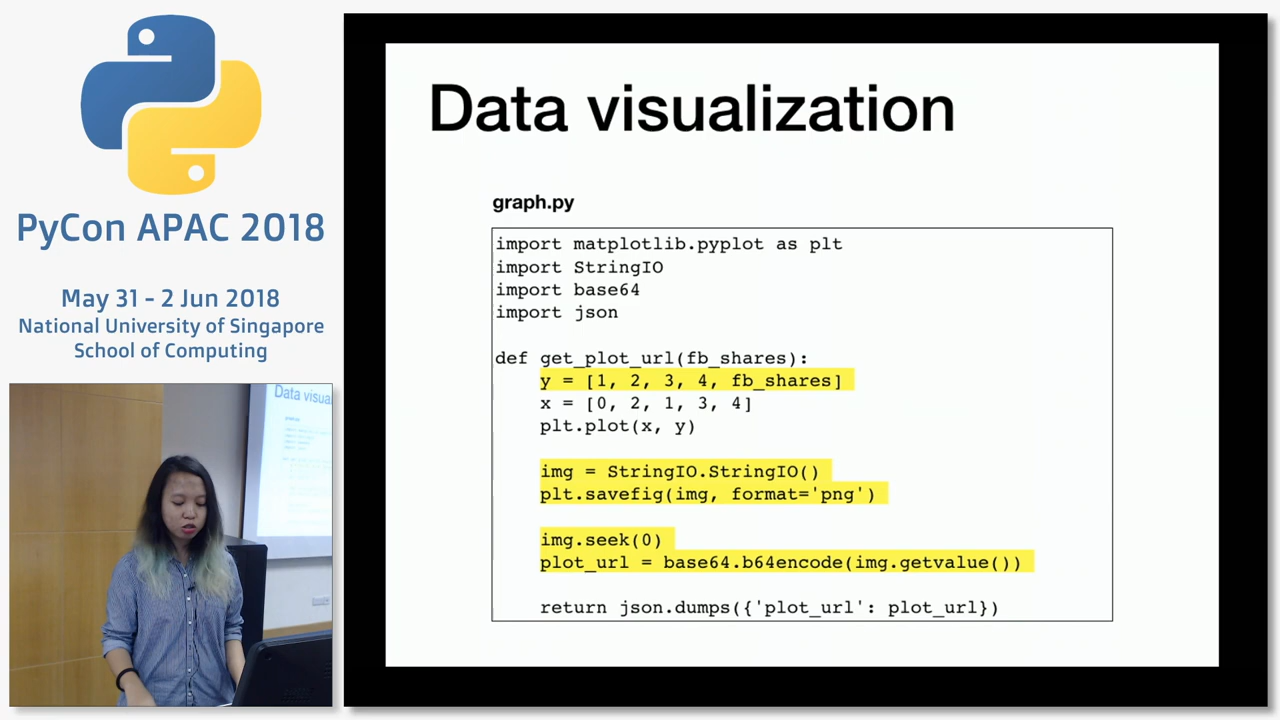 PyCon APAC 2018
May 31 - 2 Jun 2018
National University of Singapore
School of Computing
Data visua
Data visualization
graph.py
import matplotlib.pyplot as plt
import StringIO
import base64
import json
def get_plot_url(fb_shares):
y = [1, 2, 3, 4, fb_shares]
x = [0, 2, 1, 3, 4]
plt.plot(x, y)
img = StringIO.StringIO()
plt.savefig(img, format='png')
img.seek(0)
plot_url = base64.b64encode(img.getvalue())
return json.dumps({'plot_url': plot_url})